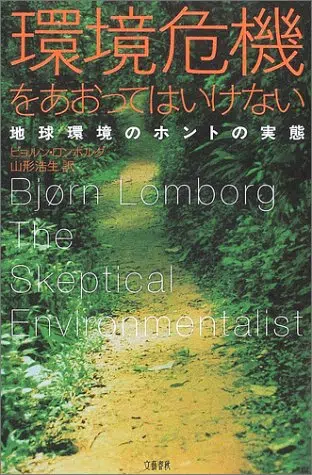 環境危機
をあおってはいけない
地球環境のホントの実態
ビョルン・ロンボルグ
山形浩生 訳
Bjørn Lomborg
The
Skeptical
Environmentalist
文藝春秋